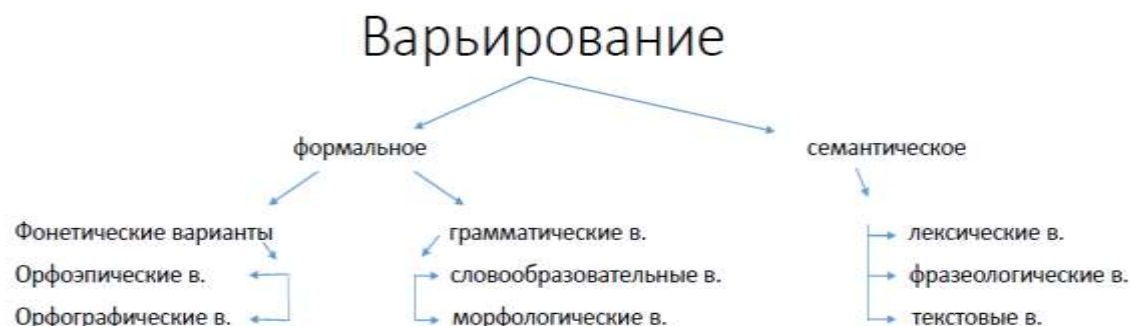 Варьирование
формальное семантическое
Фонетические варианты грамматические в. лексические в.
Орфоэпические в. словообразовательные в. фразеологические в.
Орфографические в. морфологические в. текстовые в.